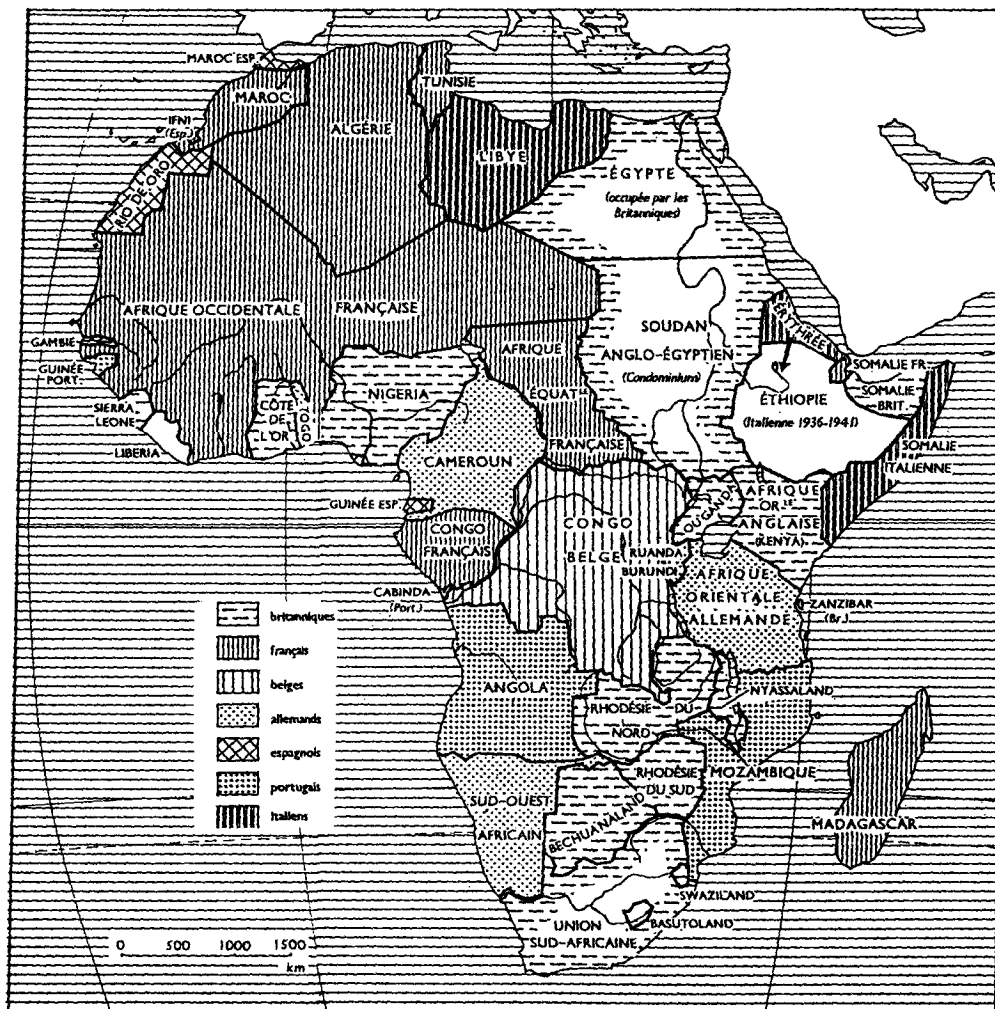 MAROC ESP.
TUNISIE
MAROC
IFNI
(Esp.)
ALGÉRIE
LIBYE
ÉGYPTE
(occupée par les
Britanniques)
RIO DE ORO
AFRIQUE OCCIDENTALE
FRANÇAISE
SOUDAN
ANGLO-ÉGYPTIEN
(Condominium)
ERYTHRÉE
GAMBIE
GUINÉE
PORT.
SIERRA
LEONE
LIBERIA
CÔTE
DE
L'OR
TOGO
NIGERIA
AFRIQUE
ÉQUATLE
FRANÇAISE
SOMALIE FR.
SOMALIE
BRIT.
ÉTHIOPIE
(Italienne 1936-1941)
SOMALIE
ITALIENNE
CAMEROUN
GUINÉE ESP.
CONGO
FRANÇAIS
CONGO
BELGE
OUGANDA
AFRIQUE
ORLE
ANGLAISE
(KENYA)
RUANDA
BURUNDI
CABINDA
(Port.)
AFRIQUE
ORIENTALE
ALLEMANDE
ZANZIBAR
(Br.)
britanniques
français
belges
allemands
espagnols
portugais
Italiens
ANGOLA
RHODÉSIE DU
NORD
NYASSALAND
MOZAMBIQUE
RHODÉSIE
DU SUD
MADAGASCAR
SUD-OUEST
AFRICAIN
BECHUANALAND
SWAZILAND
BASUTOLAND
UNION
SUD-AFRICAINE
0 500 1000 1500
km